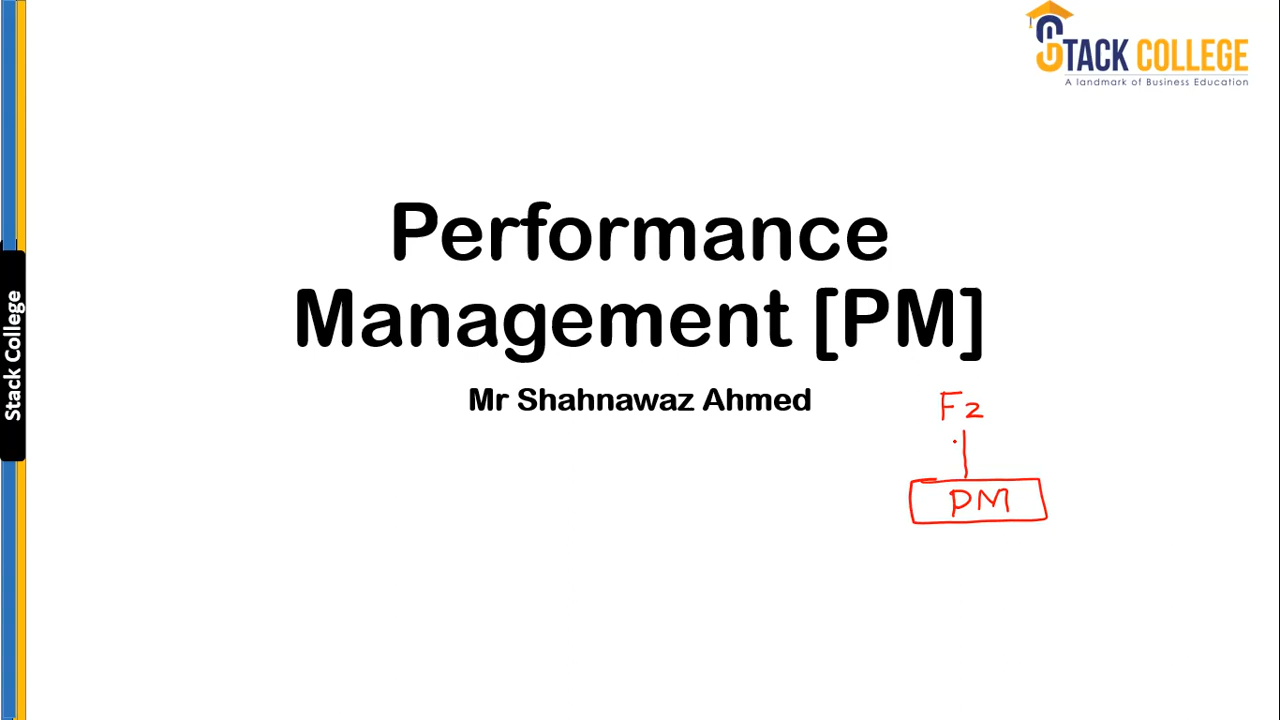 STACK COLLEGE
A landmark of Business Education
Performance
Management [PM]
Mr Shahnawaz Ahmed
F2
PM
Stack College